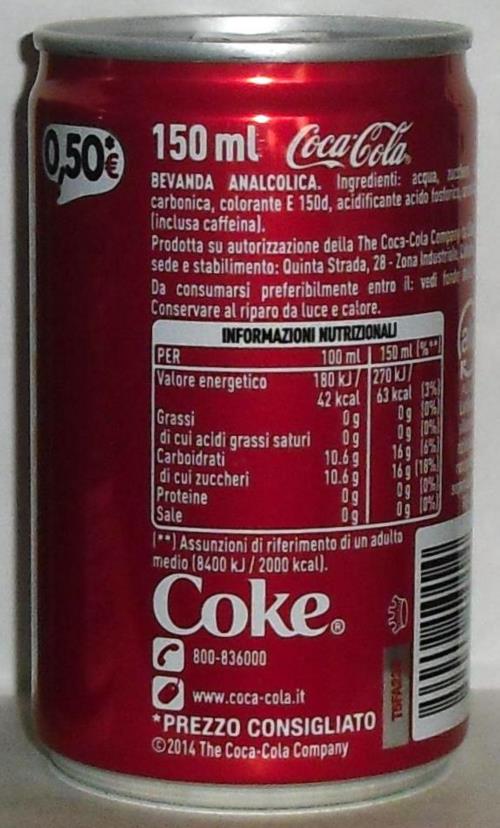 0,50*€
150 ml Coca-Cola
BEVANDA ANALCOLICA. Ingredienti: acqua,
carbonica, colorante E 150d, acidificante acido fosforico,
(inclusa caffeina).
Prodotta su autorizzazione della The Coca-Cola Company
sede e stabilimento: Quinta Strada, 28 - Zona Industriale,
Da consumarsi preferibilmente entro il: vedi fondo
Conservare al riparo da luce e calore.
INFORMAZIONI NUTRIZIONALI
PER 100 ml 150 ml (%**)
Valore energetico 180 kJ/ 270 kJ/
42 kcal 63 kcal (3%)
Grassi 0 g 0 g (0%)
di cui acidi grassi saturi 0 g 0 g (0%)
Carboidrati 10.6 g 16 g (6%)
di cui zuccheri 10.6 g 16 g (18%)
Proteine 0 g 0 g (0%)
Sale 0 g 0 g (0%)
(**) Assunzioni di riferimento di un adulto
medio (8400 kJ / 2000 kcal).
Coke®
800-836000
www.coca-cola.it
*PREZZO CONSIGLIATO
©2014 The Coca-Cola Company